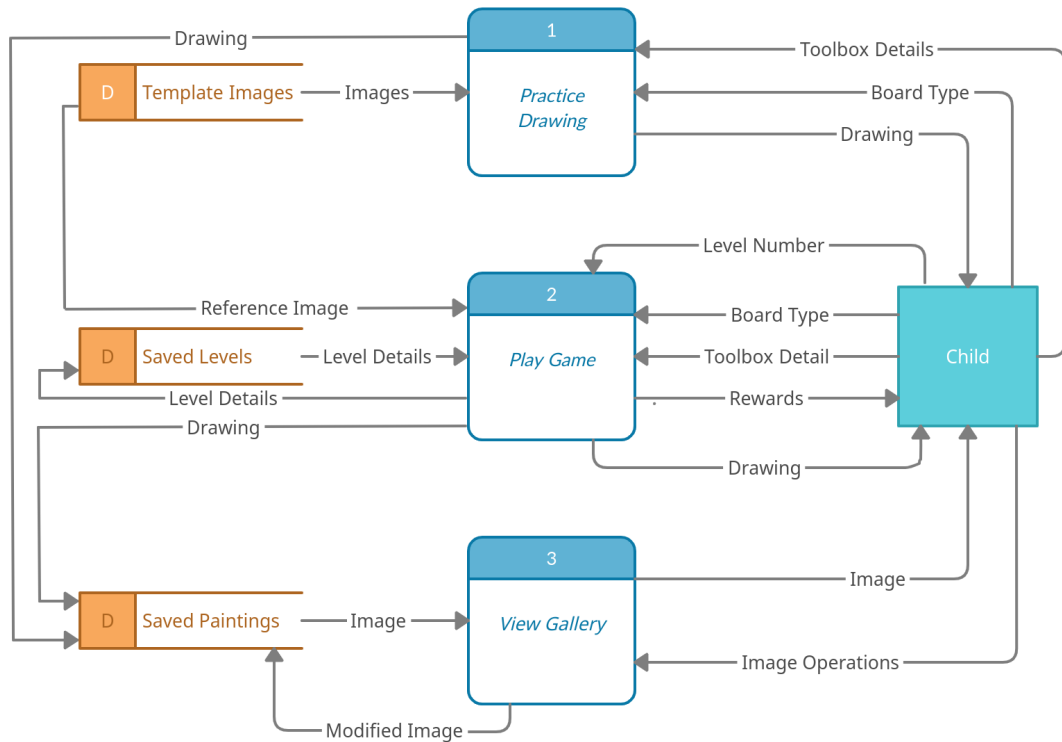 1
Drawing
Toolbox Details
D
Template Images
Images
Practice
Drawing
Board Type
Drawing
Level Number
2
Reference Image
Board Type
D
Saved Levels
Level Details
Play Game
Toolbox Detail
Child
Level Details
Rewards
Drawing
Drawing
3
Image
D
Saved Paintings
Image
View Gallery
Image Operations
Modified Image